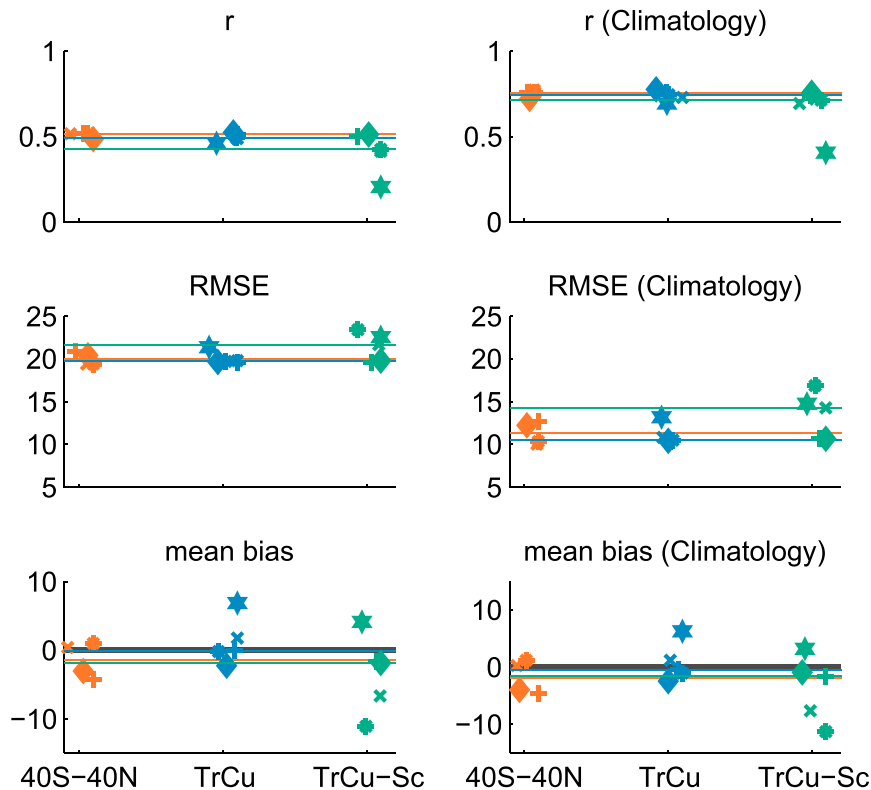 r
1
0.5
0
r (Climatology)
1
0.5
0
RMSE
25
20
15
10
5
RMSE (Climatology)
25
20
15
10
5
mean bias
10
0
−10
40S−40N TrCu TrCu−Sc
mean bias (Climatology)
10
0
−10
40S−40N TrCu TrCu−Sc